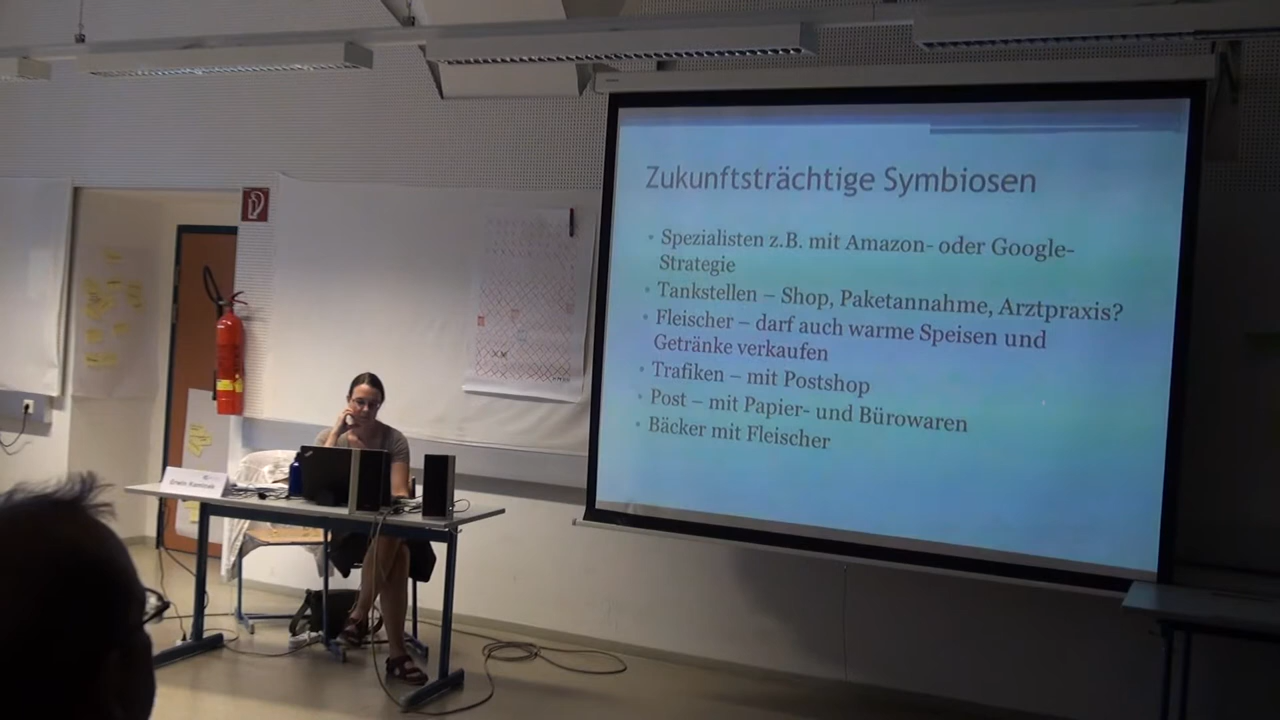 Zukunftsträchtige Symbiosen
Spezialisten z.B. mit Amazon- oder Google-
Strategie
Tankstellen – Shop, Paketannahme, Arztpraxis?
Fleischer – darf auch warme Speisen und
Getränke verkaufen
Trafiken – mit Postshop
Post – mit Papier- und Bürowaren
Bäcker mit Fleischer
Erwin